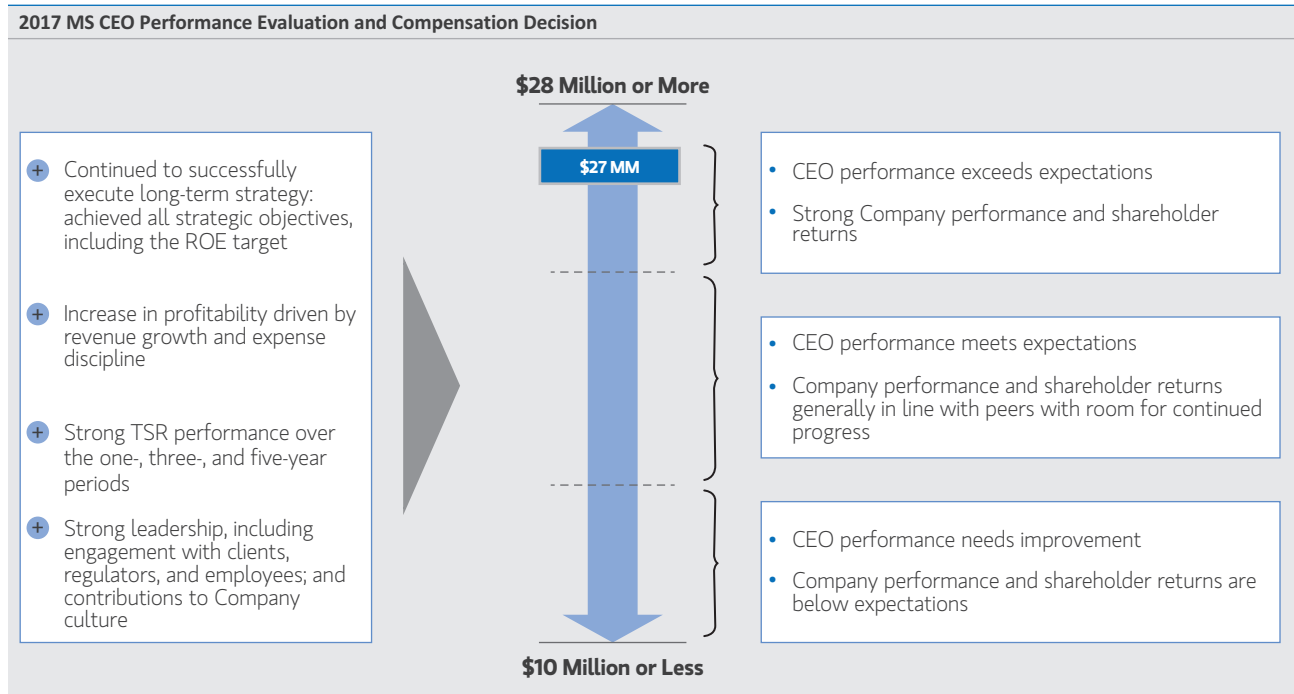 2017 MS CEO Performance Evaluation and Compensation Decision
+ Continued to successfully
execute long-term strategy:
achieved all strategic objectives,
including the ROE target
+ Increase in profitability driven by
revenue growth and expense
discipline
+ Strong TSR performance over
the one-, three-, and five-year
periods
+ Strong leadership, including
engagement with clients,
regulators, and employees; and
contributions to Company
culture
$28 Million or More
$27 MM
$10 Million or Less
• CEO performance exceeds expectations
• Strong Company performance and shareholder
returns
• CEO performance meets expectations
• Company performance and shareholder returns
generally in line with peers with room for continued
progress
• CEO performance needs improvement
• Company performance and shareholder returns are
below expectations